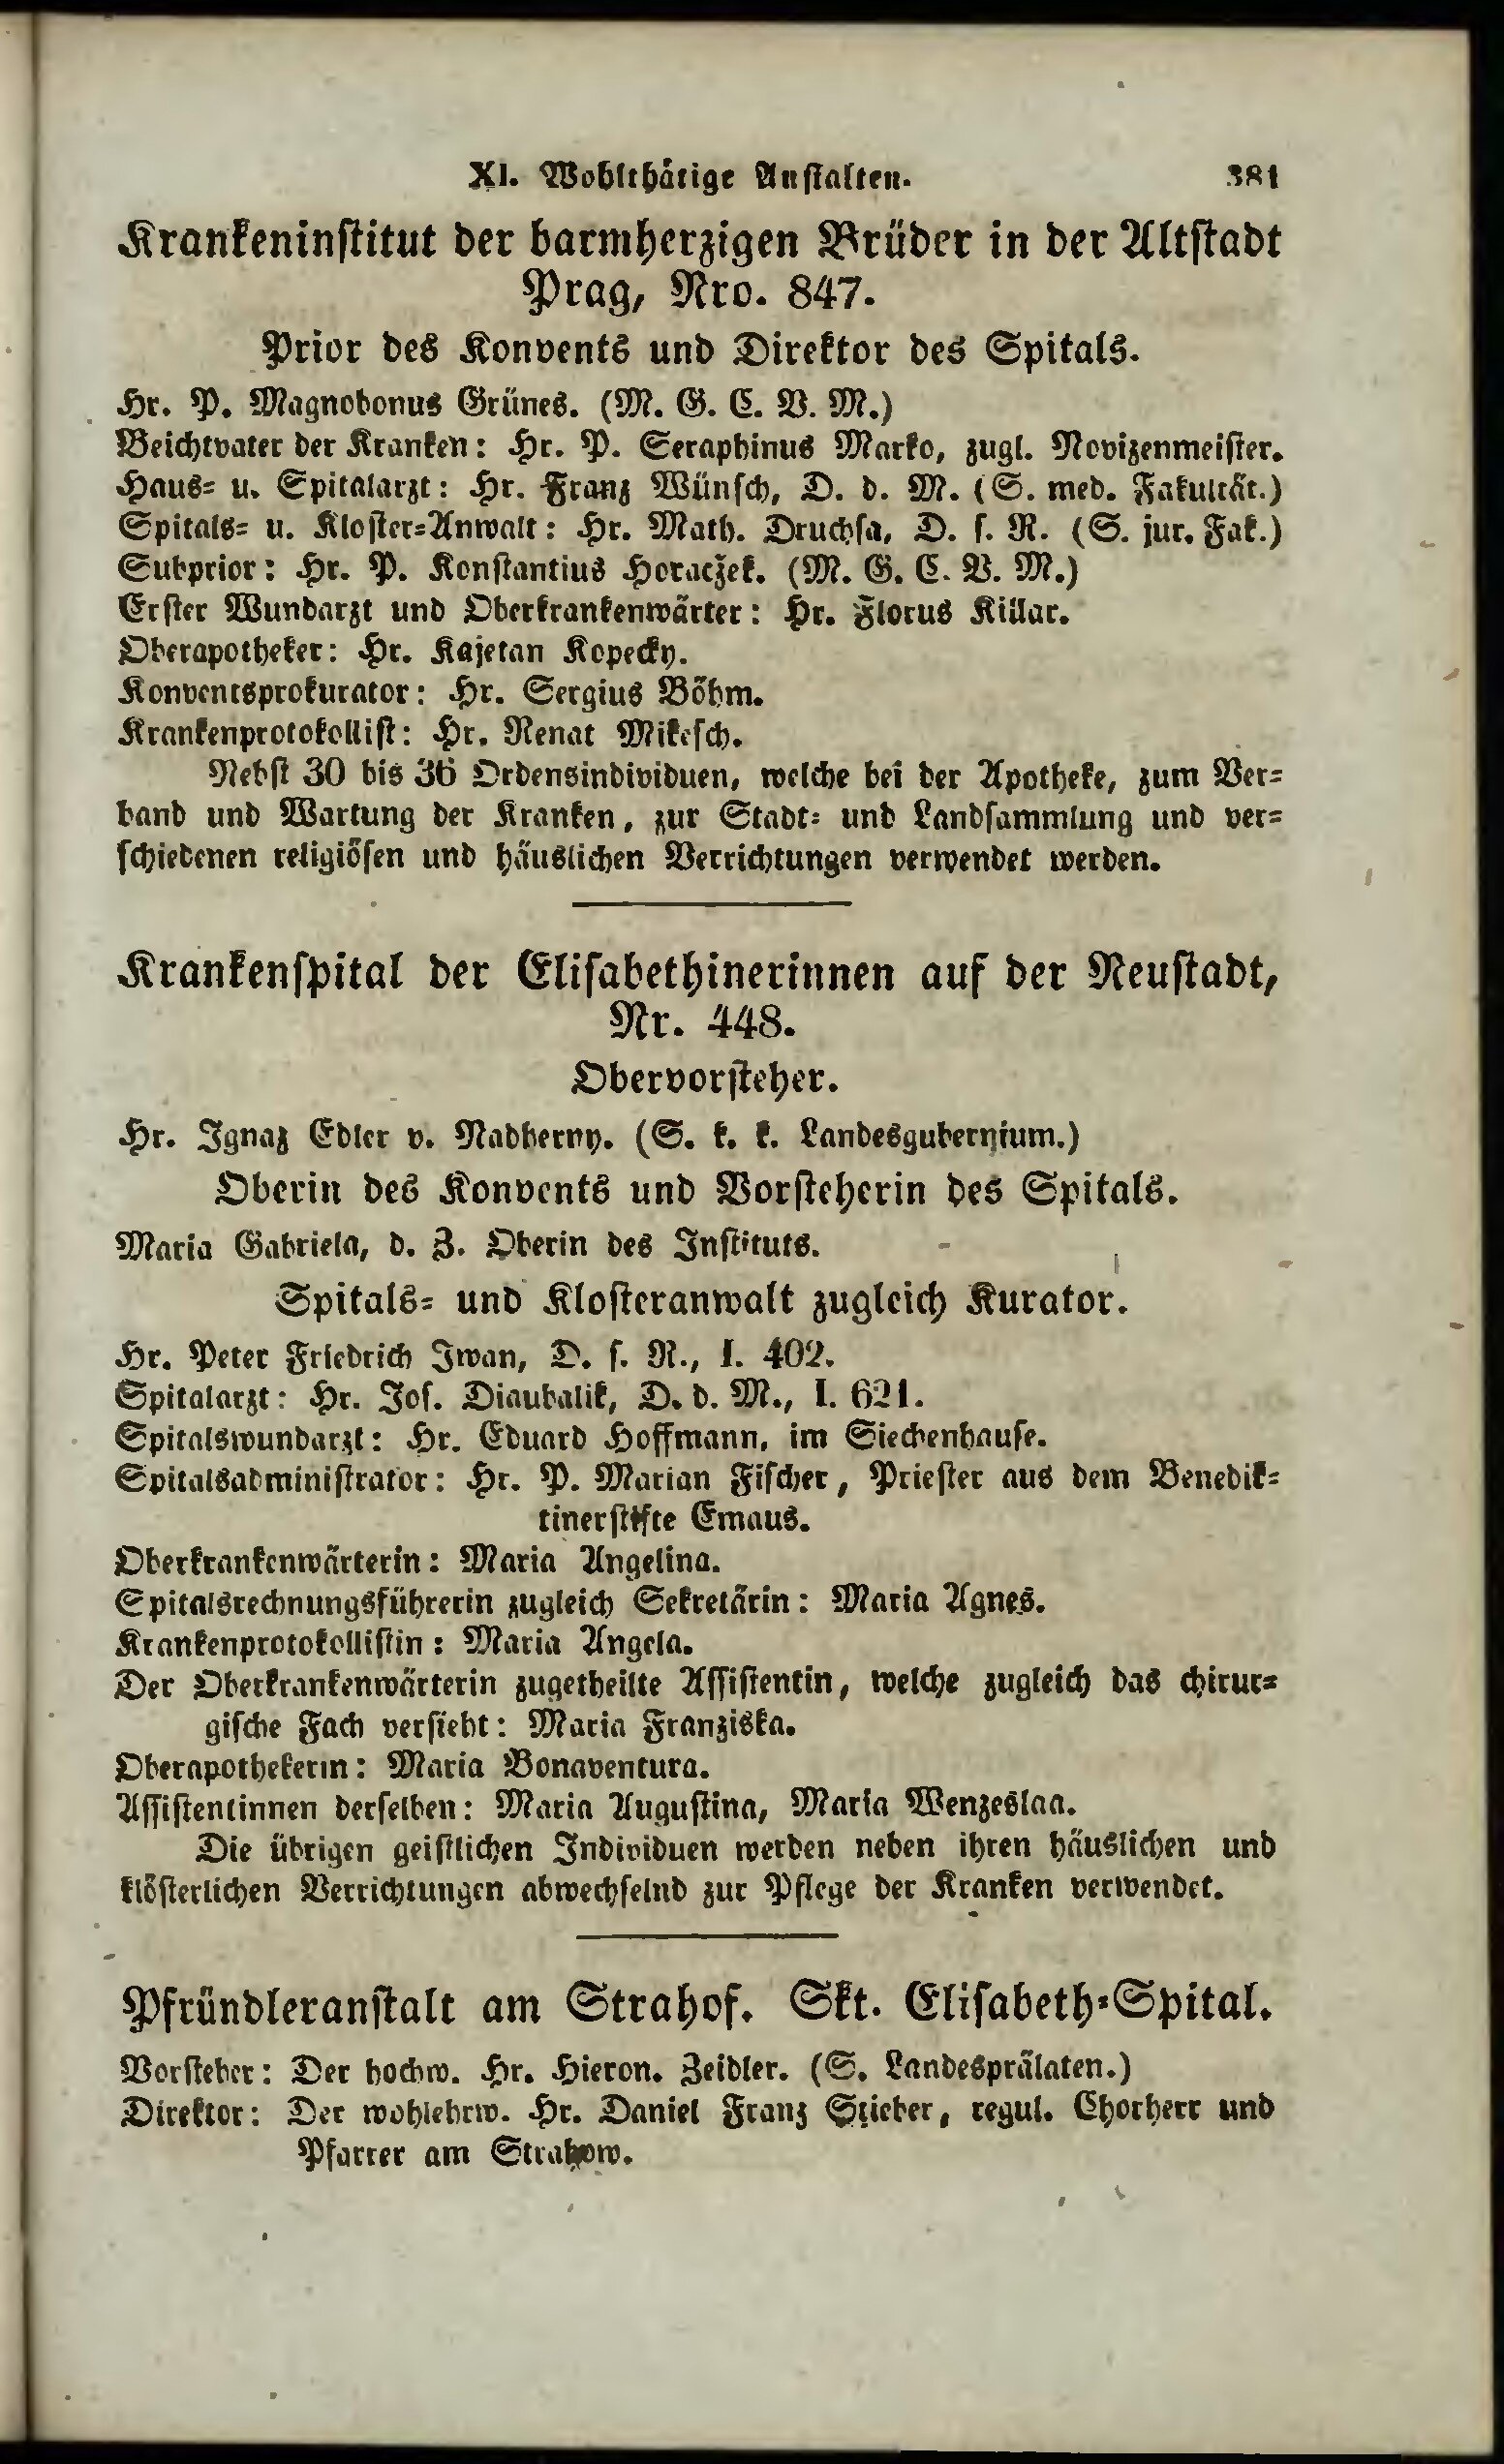 XI. Wohlthätige Anstalten. 381
Krankeninstitut der barmherzigen Brüder in der Altstadt
Prag, Nro. 847.
Prior des Konvents und Direktor des Spitals.
Hr. P. Magnobonus Grünes. (M. G. C. V. M.)
Beichtvater der Kranken: Hr. P. Seraphinus Marko, zugl. Novizenmeister.
Haus- u. Spitalarzt: Hr. Franz Wünsch, D. d. M. (S. med. Fakultät.)
Spitals- u. Kloster-Anwalt: Hr. Math. Druchsa, D. s. R. (S. jur. Fak.)
Subprior: Hr. P. Konstantius Horaczek. (M. G. C. V. M.)
Erster Wundarzt und Oberkrankenwärter: Hr. Florus Killar.
Oberapotheker: Hr. Kajetan Kopecky.
Konventsprokurator: Hr. Sergius Böhm.
Krankenprotokollist: Hr. Renat Mikesch.
Nebst 30 bis 36 Ordensindividuen, welche bei der Apotheke, zum Ver-
band und Wartung der Kranken, zur Stadt- und Landsammlung und ver-
schiedenen religiösen und häuslichen Verrichtungen verwendet werden.
Krankenspital der Elisabethinerinnen auf der Neustadt,
Nr. 448.
Obervorsteher.
Hr. Ignaz Edler v. Nadherny. (S. k. k. Landesgubernium.)
Oberin des Konvents und Vorsteherin des Spitals.
Maria Gabriela, d. Z. Oberin des Instituts.
Spitals- und Klosteranwalt zugleich Kurator.
Hr. Peter Friedrich Iwan, D. s. R., I. 402.
Spitalarzt: Hr. Jos. Diaubalik, D. d. M., I. 621.
Spitalswundarzt: Hr. Eduard Hoffmann, im Siechenhause.
Spitalsadministrator: Hr. P. Marian Fischer, Priester aus dem Benedik-
tinerstifte Emaus.
Oberkrankenwärterin: Maria Angelina.
Spitalsrechnungsführerin zugleich Sekretärin: Maria Agnes.
Krankenprotokollistin: Maria Angela.
Der Oberkrankenwärterin zugetheilte Assistentin, welche zugleich das chirur-
gische Fach versieht: Maria Franziska.
Oberapothekerin: Maria Bonaventura.
Assistentinnen derselben: Maria Augustina, Maria Wenzeslaa.
Die übrigen geistlichen Individuen werden neben ihren häuslichen und
klösterlichen Verrichtungen abwechselnd zur Pflege der Kranken verwendet.
Pfründleranstalt am Strahof. Skt. Elisabeth-Spital.
Vorsteher: Der hochw. Hr. Hieron. Zeidler. (S. Landesprälaten.)
Direktor: Der wohlehrw. Hr. Daniel Franz Stieber, regul. Chorherr und
Pfarrer am Strahow.